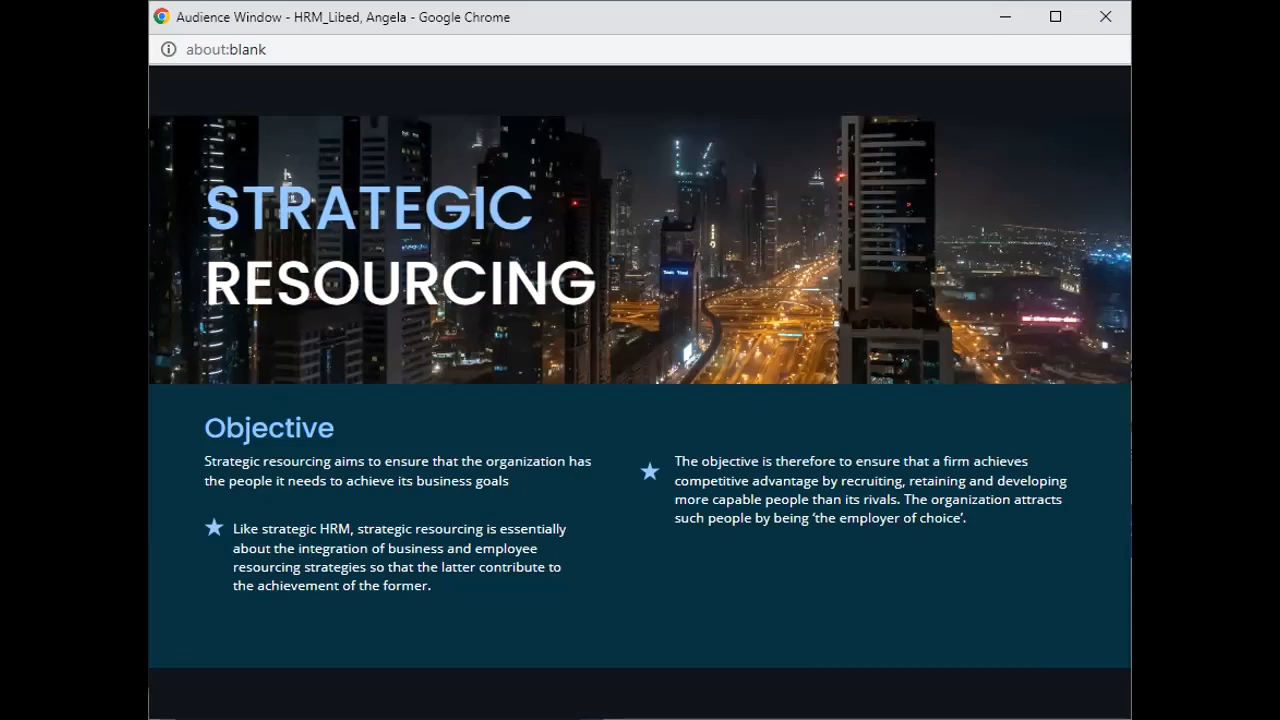 Audience Window - HRM_Libed, Angela - Google Chrome
about:blank
STRATEGIC
RESOURCING
Objective
Strategic resourcing aims to ensure that the organization has
the people it needs to achieve its business goals
Like strategic HRM, strategic resourcing is essentially
about the integration of business and employee
resourcing strategies so that the latter contribute to
the achievement of the former.
The objective is therefore to ensure that a firm achieves
competitive advantage by recruiting, retaining and developing
more capable people than its rivals. The organization attracts
such people by being ‘the employer of choice’.